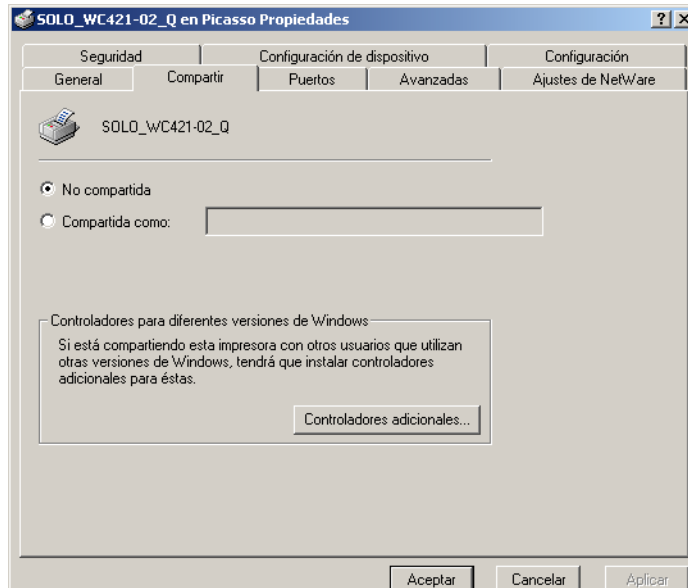 SOLO_WC421-02_Q en Picasso Propiedades
Seguridad Configuración de dispositivo Configuración
General Compartir Puertos Avanzadas Ajustes de NetWare
SOLO_WC421-02_Q
No compartida
Compartida como:
Controladores para diferentes versiones de Windows
Si está compartiendo esta impresora con otros usuarios que utilizan
otras versiones de Windows, tendrá que instalar controladores
adicionales para éstas.
Controladores adicionales...
Aceptar Cancelar Aplicar